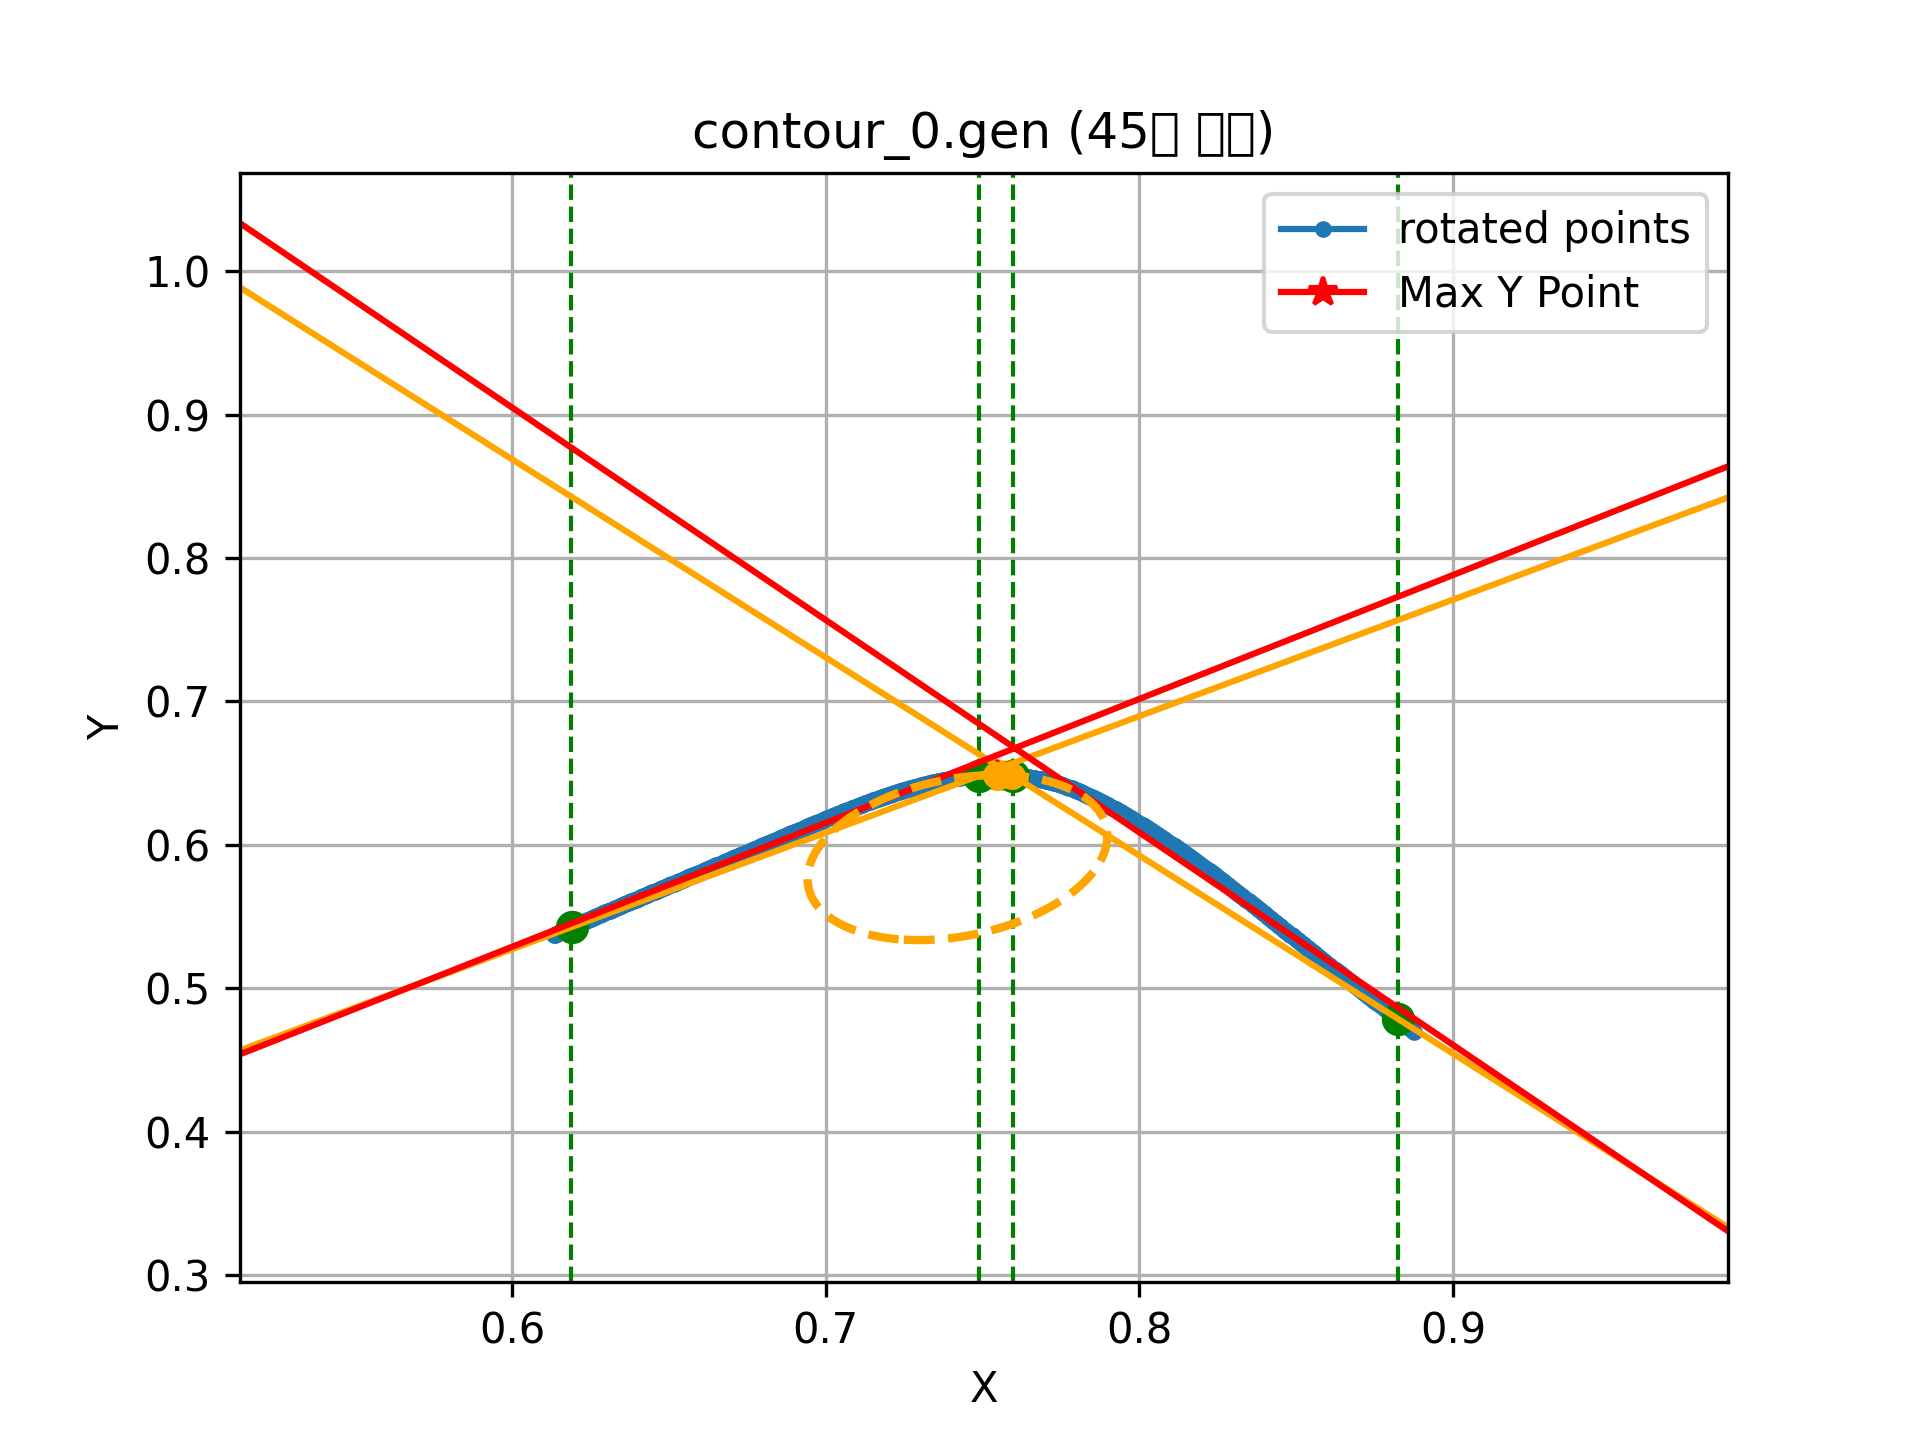 contour_0.gen (45▯ ▯▯)
rotated points
Max Y Point
1.0
0.9
0.8
0.7
0.6
0.5
0.4
0.3
Y
0.6 0.7 0.8 0.9
X